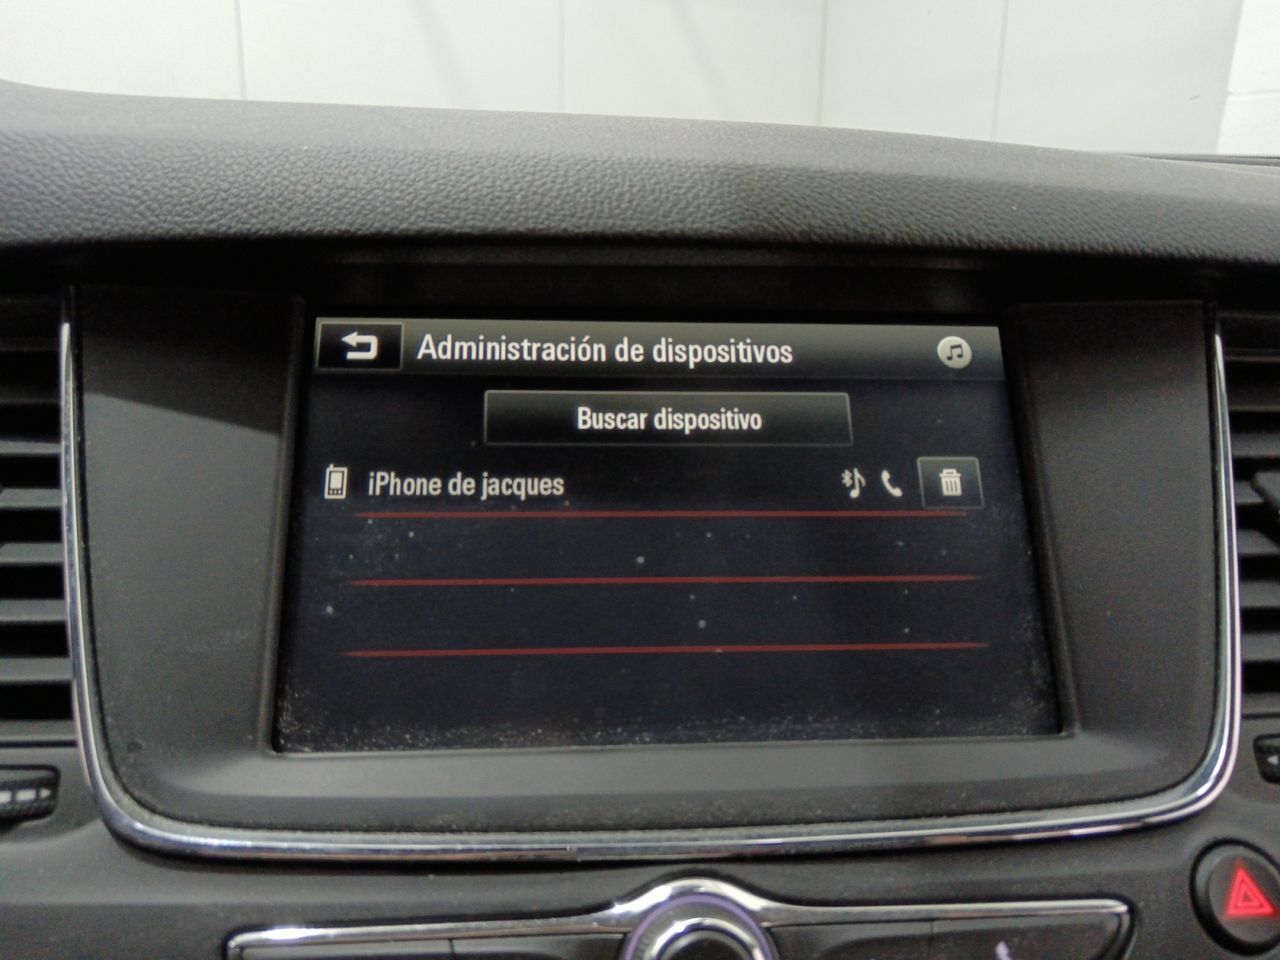 Administración de dispositivos
Buscar dispositivo
iPhone de jacques